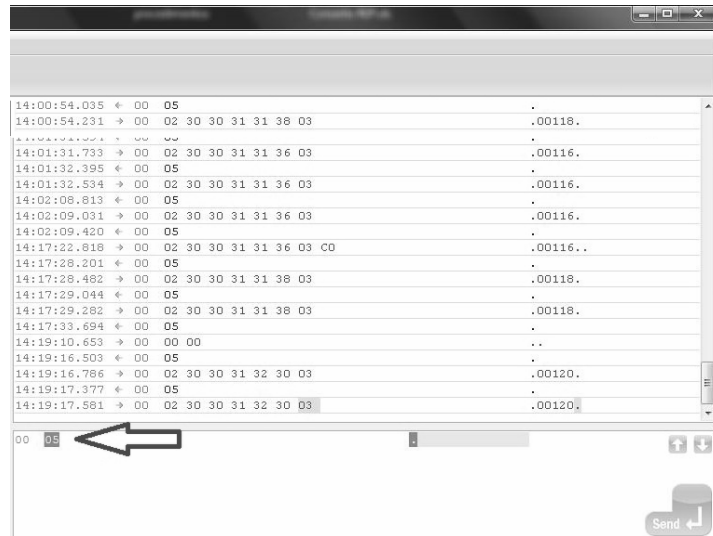 14:00:54.035 ← 00 05 .
14:00:54.231 → 00 02 30 30 31 31 38 03 .00118.
14:01:31.733 → 00 02 30 30 31 31 36 03 .00116.
14:01:32.395 ← 00 05 .
14:01:32.534 → 00 02 30 30 31 31 36 03 .00116.
14:02:08.813 ← 00 05 .
14:02:09.031 → 00 02 30 30 31 31 36 03 .00116.
14:02:09.420 ← 00 05 .
14:17:22.818 → 00 02 30 30 31 31 36 03 C0 .00116..
14:17:28.201 ← 00 05 .
14:17:28.482 → 00 02 30 30 31 31 38 03 .00118.
14:17:29.044 ← 00 05 .
14:17:29.282 → 00 02 30 30 31 31 38 03 .00118.
14:17:33.694 ← 00 05 .
14:19:10.653 → 00 00 00 ..
14:19:16.503 ← 00 05 .
14:19:16.786 → 00 02 30 30 31 32 30 03 .00120.
14:19:17.377 ← 00 05 .
14:19:17.581 → 00 02 30 30 31 32 30 03 .00120.
00 05 .
Send